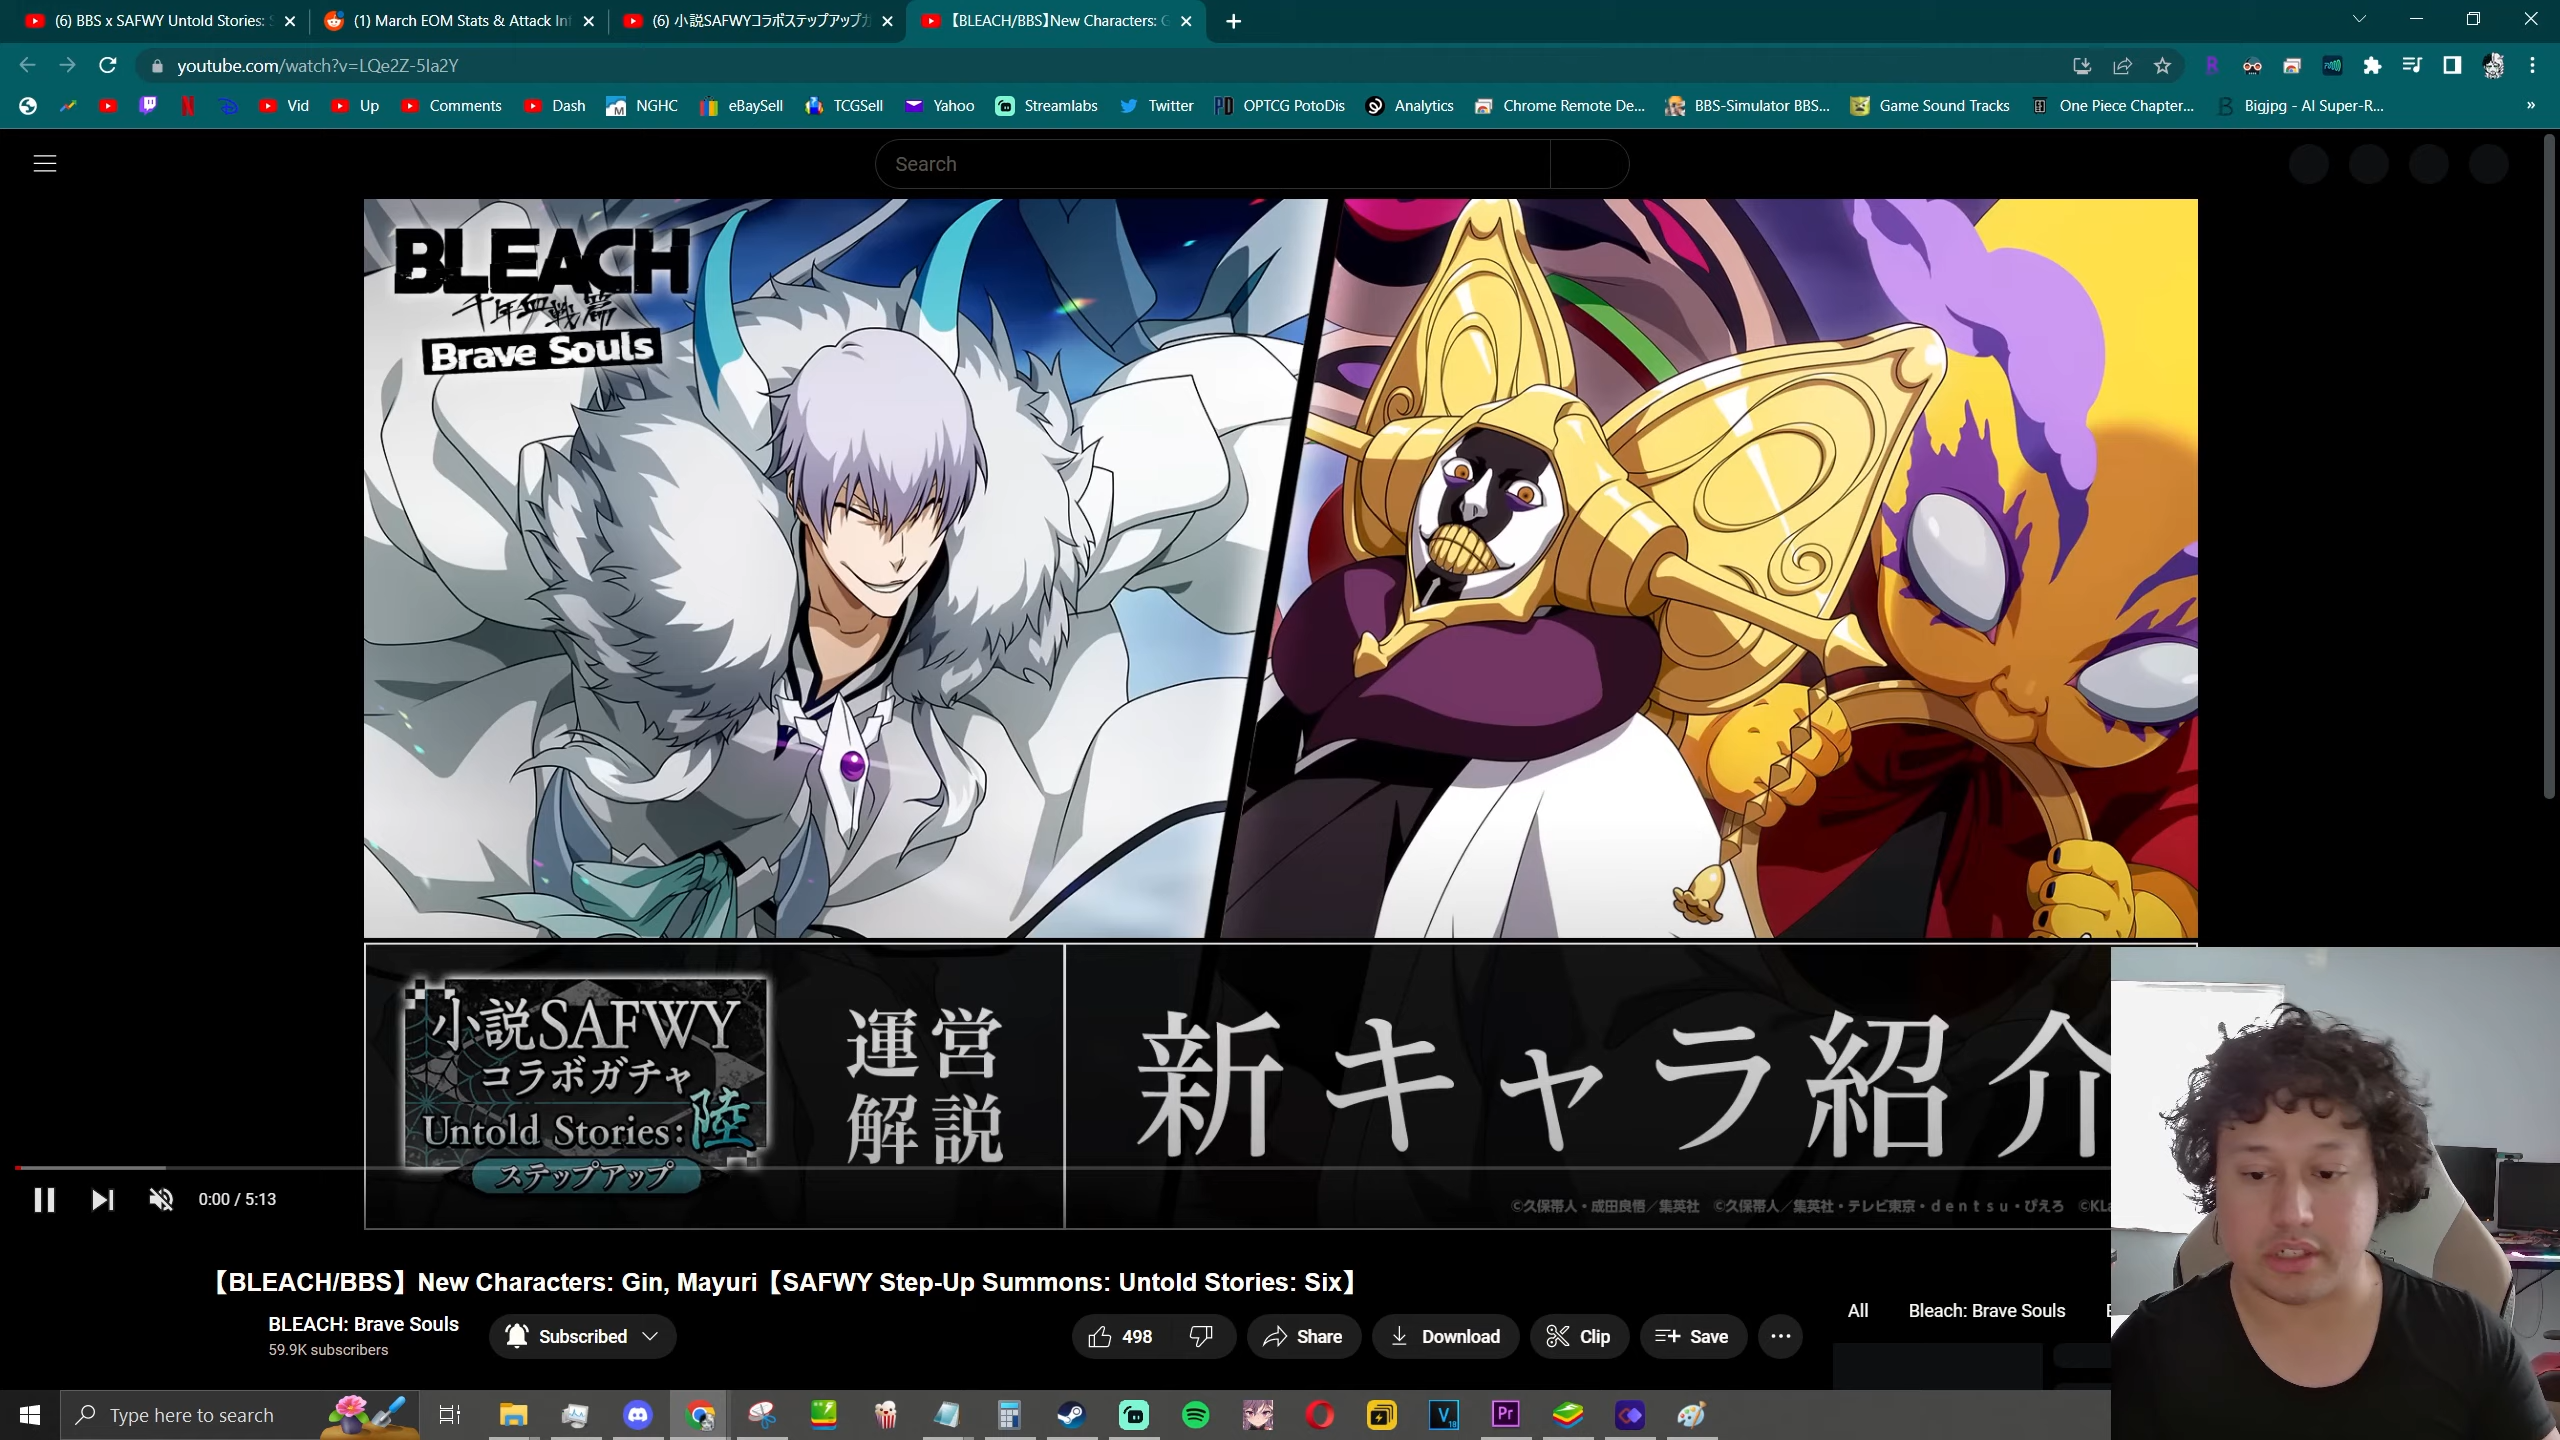 (6) BBS x SAFWY Untold Stories: S
(1) March EOM Stats & Attack Inf
(6) 小説SAFWYコラボステップアップガ
【BLEACH/BBS】New Characters: G
youtube.com/watch?v=LQe2Z-5Ia2Y
Vid
Up
Comments
Dash
NGHC
eBaySell
TCGSell
Yahoo
Streamlabs
Twitter
OPTCG PotoDis
Analytics
Chrome Remote De...
BBS-Simulator BBS...
Game Sound Tracks
One Piece Chapter...
Bigjpg - AI Super-R...
»
Search
BLEACH
千年血戦篇
Brave Souls
小説SAFWY
コラボガチャ
Untold Stories:陸
ステップアップ
運営
解説
新キャラ紹介
©久保帯人・成田良悟／集英社 ©久保帯人／集英社・テレビ東京・dentsu・ぴえろ ©KLa
0:00 / 5:13
【BLEACH/BBS】New Characters: Gin, Mayuri【SAFWY Step-Up Summons: Untold Stories: Six】
BLEACH: Brave Souls
59.9K subscribers
Subscribed
498
Share
Download
Clip
Save
All
Bleach: Brave Souls
Type here to search
Pr